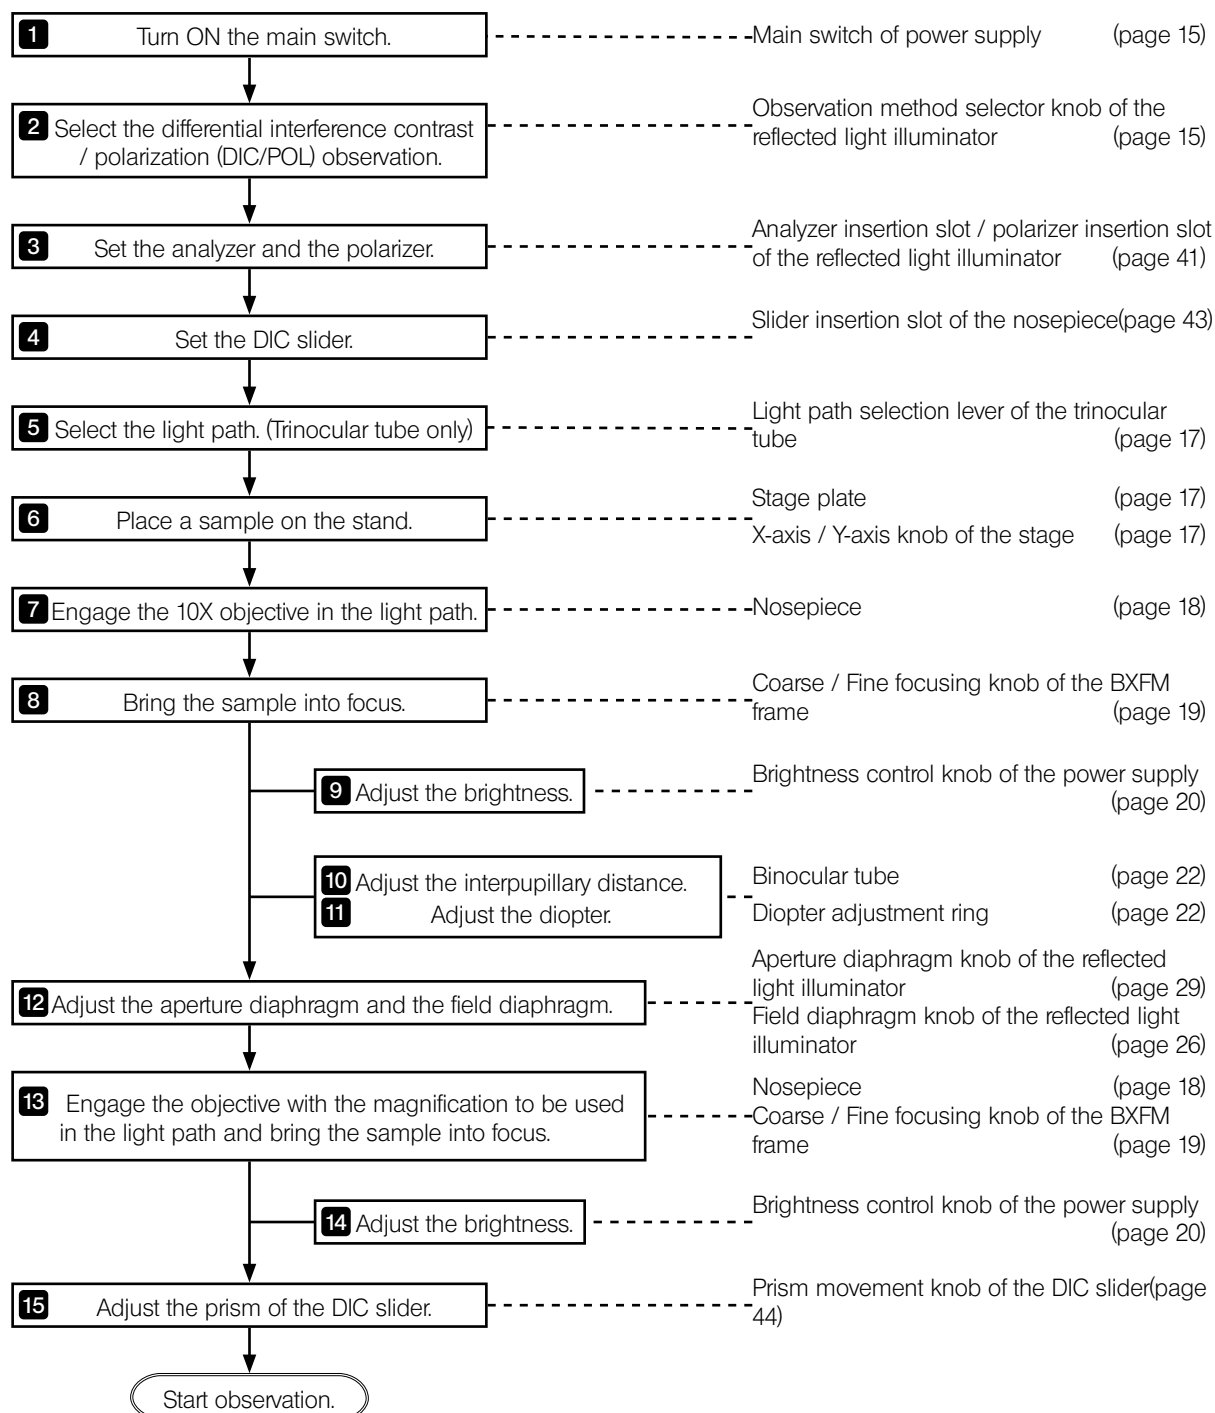 1 Turn ON the main switch.
Main switch of power supply (page 15)
2 Select the differential interference contrast
/ polarization (DIC/POL) observation.
Observation method selector knob of the
reflected light illuminator (page 15)
3 Set the analyzer and the polarizer.
Analyzer insertion slot / polarizer insertion slot
of the reflected light illuminator (page 41)
4 Set the DIC slider.
Slider insertion slot of the nosepiece(page 43)
5 Select the light path. (Trinocular tube only)
Light path selection lever of the trinocular
tube (page 17)
6 Place a sample on the stand.
Stage plate (page 17)
X-axis / Y-axis knob of the stage (page 17)
7 Engage the 10X objective in the light path.
Nosepiece (page 18)
8 Bring the sample into focus.
Coarse / Fine focusing knob of the BXFM
frame (page 19)
9 Adjust the brightness.
Brightness control knob of the power supply
(page 20)
10 Adjust the interpupillary distance.
11 Adjust the diopter.
Binocular tube (page 22)
Diopter adjustment ring (page 22)
12 Adjust the aperture diaphragm and the field diaphragm.
Aperture diaphragm knob of the reflected
light illuminator (page 29)
Field diaphragm knob of the reflected light
illuminator (page 26)
13 Engage the objective with the magnification to be used
in the light path and bring the sample into focus.
Nosepiece (page 18)
Coarse / Fine focusing knob of the BXFM
frame (page 19)
14 Adjust the brightness.
Brightness control knob of the power supply
(page 20)
15 Adjust the prism of the DIC slider.
Prism movement knob of the DIC slider(page
44)
Start observation.